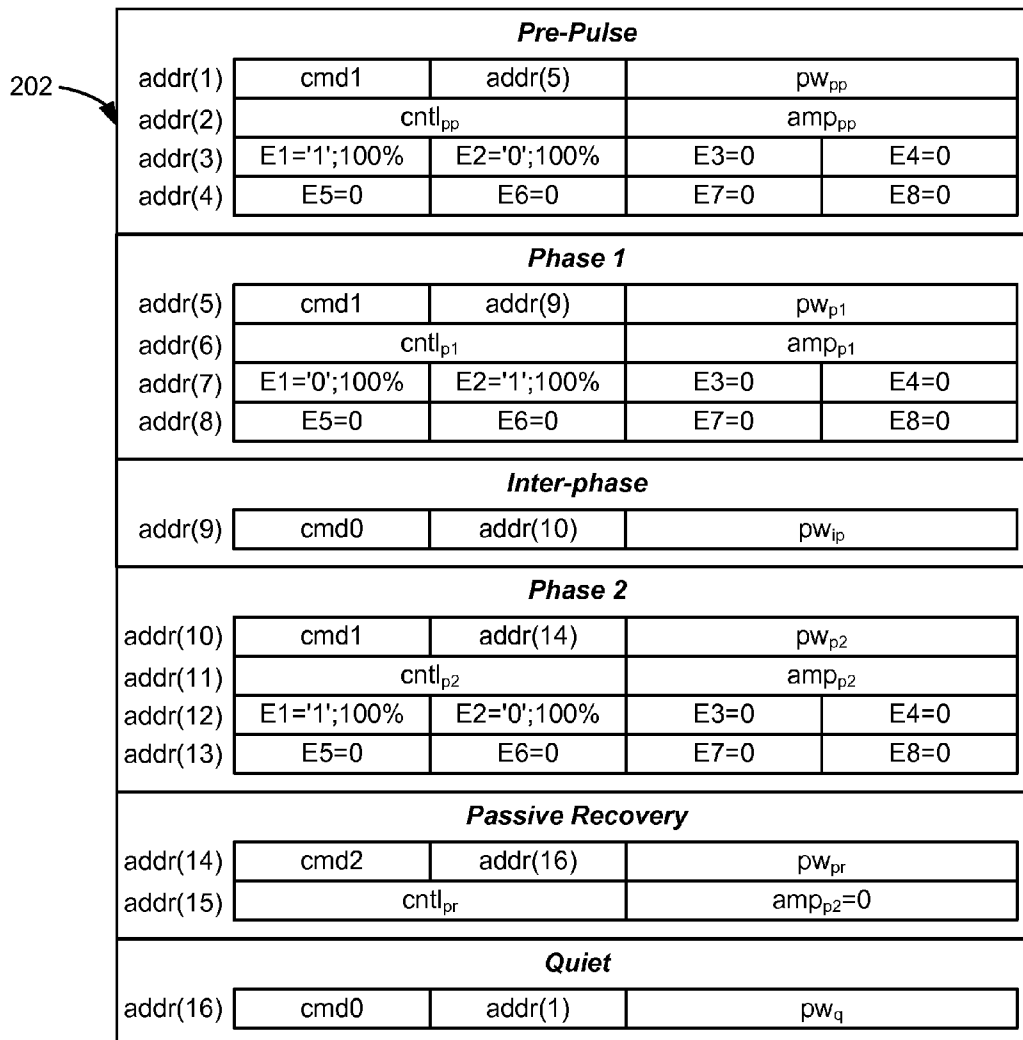 Pre-Pulse
202
addr(1) cmd1 addr(5) pwpp
addr(2) cntlpp amppp
addr(3) E1='1';100% E2='0';100% E3=0 E4=0
addr(4) E5=0 E6=0 E7=0 E8=0
Phase 1
addr(5) cmd1 addr(9) pwp1
addr(6) cntlp1 ampp1
addr(7) E1='0';100% E2='1';100% E3=0 E4=0
addr(8) E5=0 E6=0 E7=0 E8=0
Inter-phase
addr(9) cmd0 addr(10) pwip
Phase 2
addr(10) cmd1 addr(14) pwp2
addr(11) cntlp2 ampp2
addr(12) E1='1';100% E2='0';100% E3=0 E4=0
addr(13) E5=0 E6=0 E7=0 E8=0
Passive Recovery
addr(14) cmd2 addr(16) pwpr
addr(15) cntlpr ampp2=0
Quiet
addr(16) cmd0 addr(1) pwq